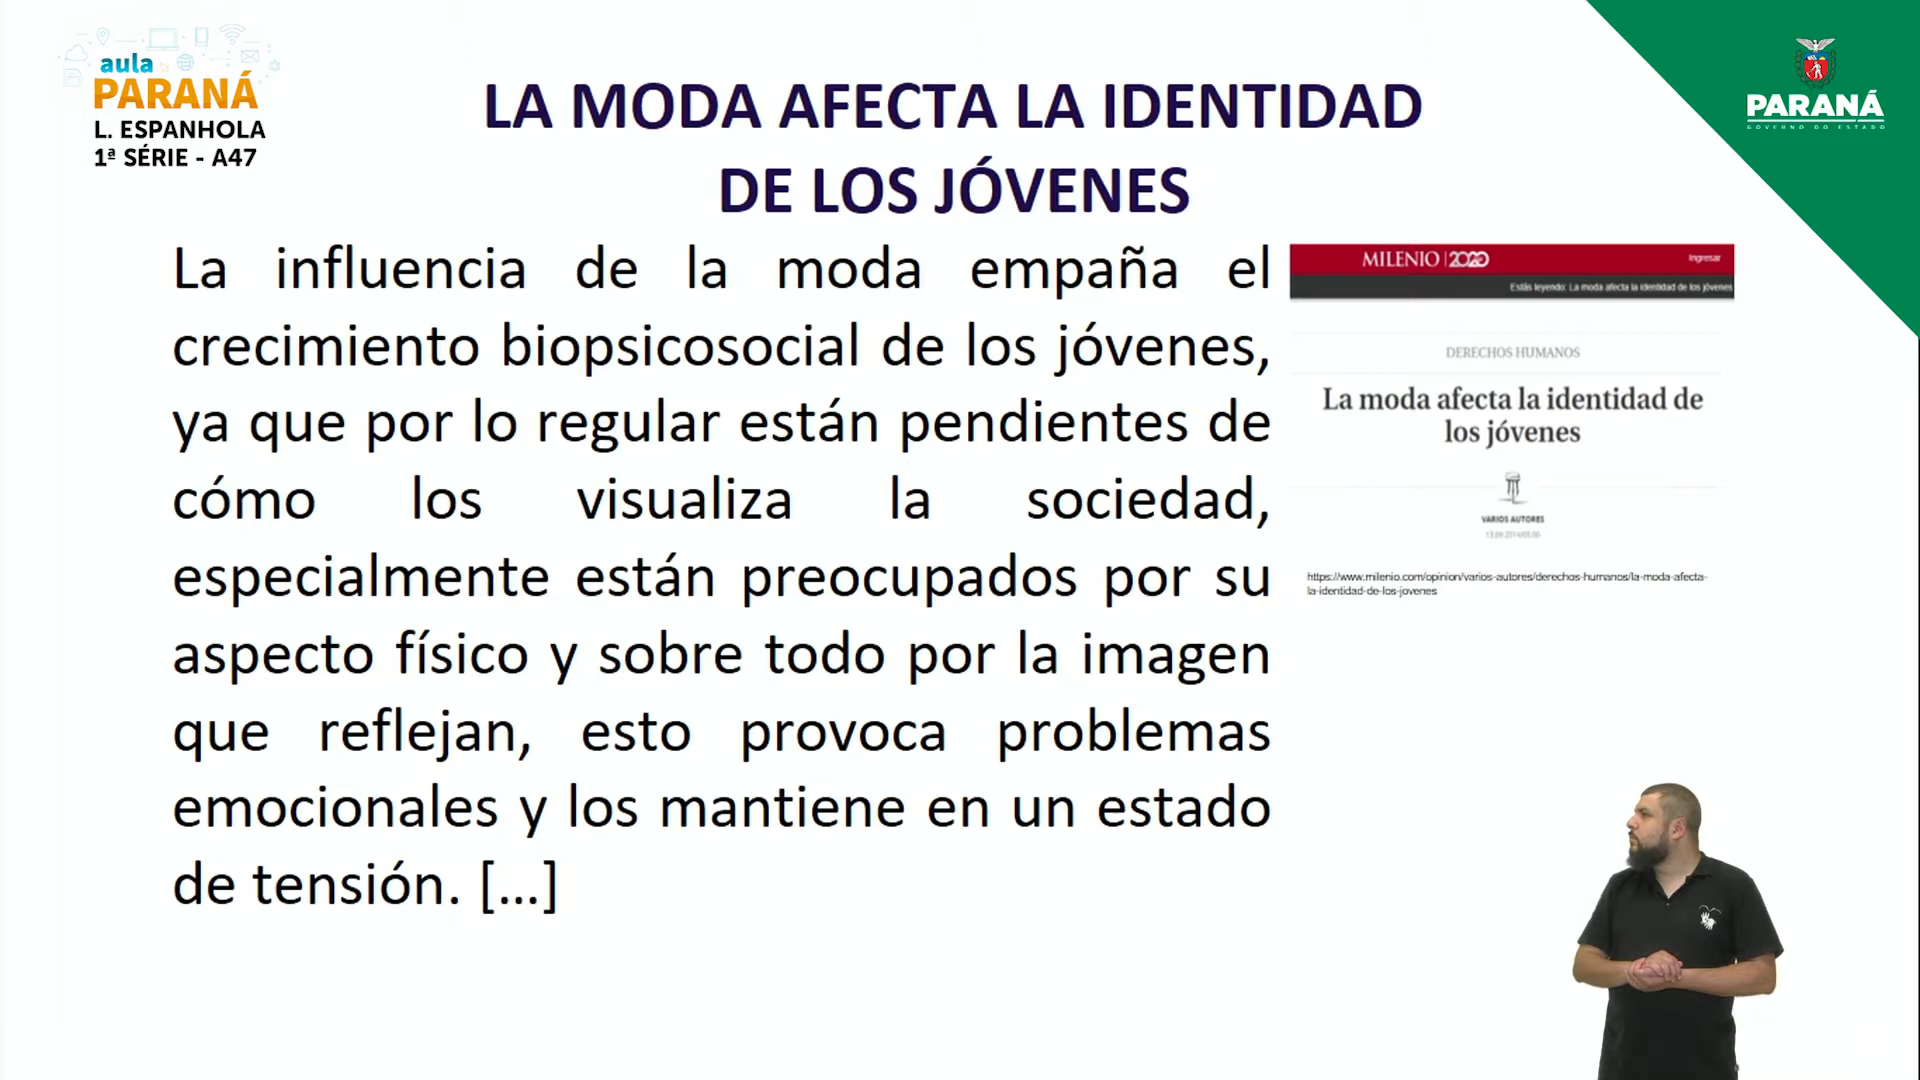 aula
PARANÁ
L. ESPANHOLA
1ª SÉRIE - A47
PARANÁ
GOVERNO DO ESTADO
LA MODA AFECTA LA IDENTIDAD
DE LOS JÓVENES
La influencia de la moda empaña el
crecimiento biopsicosocial de los jóvenes,
ya que por lo regular están pendientes de
cómo los visualiza la sociedad,
especialmente están preocupados por su
aspecto físico y sobre todo por la imagen
que reflejan, esto provoca problemas
emocionales y los mantiene en un estado
de tensión. [...]
MILENIO | 2020
Ingresar
Estás leyendo: La moda afecta la identidad de los jóvenes
DERECHOS HUMANOS
La moda afecta la identidad de
los jóvenes
VARIOS AUTORES
https://www.milenio.com/opinion/varios-autores/derechos-humanos/la-moda-afecta-
la-identidad-de-los-jovenes